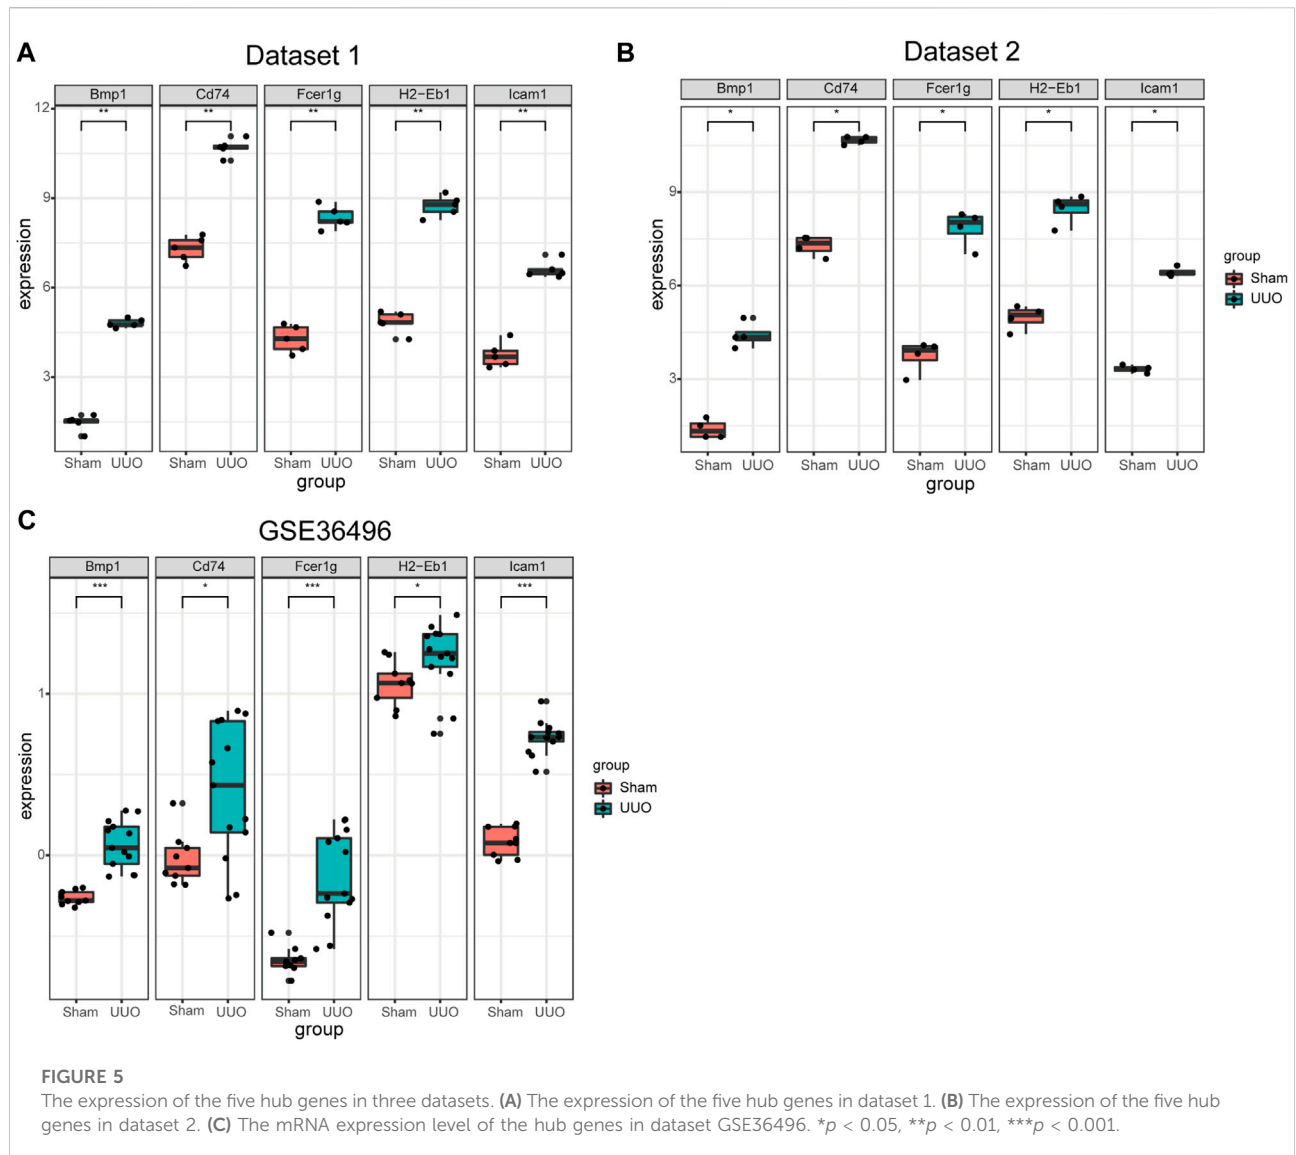 A
Dataset 1
Bmp1 Cd74 Fcer1g H2−Eb1 Icam1
** ** ** ** **
12
9
6
3
expression
Sham UUO Sham UUO Sham UUO Sham UUO Sham UUO
group
B
Dataset 2
Bmp1 Cd74 Fcer1g H2−Eb1 Icam1
* * * * *
9
6
3
expression
Sham UUO Sham UUO Sham UUO Sham UUO Sham UUO
group
group
Sham
UUO
C
GSE36496
Bmp1 Cd74 Fcer1g H2−Eb1 Icam1
*** * *** * ***
1
0
expression
Sham UUO Sham UUO Sham UUO Sham UUO Sham UUO
group
group
Sham
UUO
FIGURE 5
The expression of the five hub genes in three datasets. (A) The expression of the five hub genes in dataset 1. (B) The expression of the five hub
genes in dataset 2. (C) The mRNA expression level of the hub genes in dataset GSE36496. *p < 0.05, **p < 0.01, ***p < 0.001.